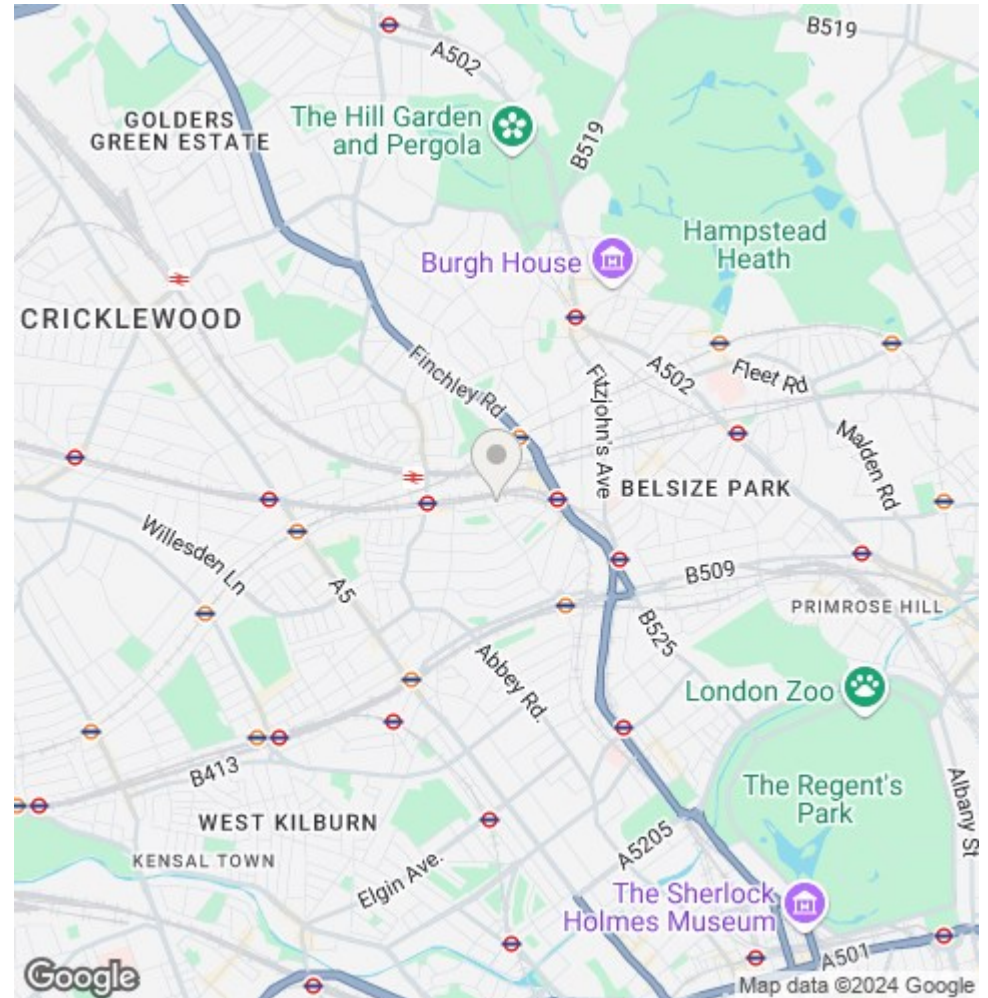 B519
A502
GOLDERS
GREEN ESTATE
The Hill Garden
and Pergola
B519
Hampstead
Heath
Burgh House
CRICKLEWOOD
A502
Fleet Rd
Finchley Rd
Fitzjohn's Ave
Malden Rd
BELSIZE PARK
Willesden Ln
A5
B509
PRIMROSE HILL
B525
Abbey Rd.
London Zoo
B413
The Regent's
Park
Albany St
WEST KILBURN
A5205
KENSAL TOWN
Elgin Ave.
The Sherlock
Holmes Museum
A501
Google
Map data ©2024 Google